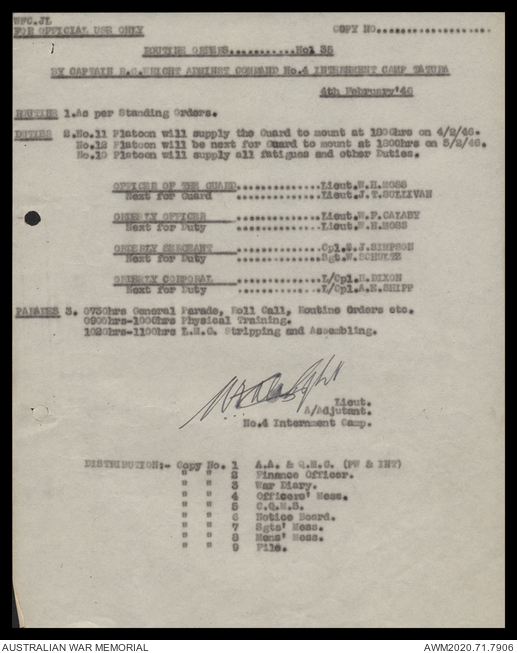 WFC.JL
FOR OFFICIAL USE ONLY COPY NO...................
ROUTINE ORDERS...........No1 35
BY CAPTAIN R.C.WRIGHT ADMINST COMMAND No.4 INTERNMENT CAMP TATURA
4th February'46
ROUTINE 1.As per Standing Orders.
DUTIES 2.No.11 Platoon will supply the Guard to mount at 1800hrs on 4/2/46.
No.12 Platoon will be next for Guard to mount at 1800hrs on 5/2/46.
No.10 Platoon will supply all fatigues and other Duties.
OFFICER OF THE GUARD..............Lieut.W.H.MOSS
Next for Guard ..............Lieut.J.T.SULLIVAN
ORDERLY OFFICER ..............Lieut.W.F.CALABY
Next for Duty ..............Lieut.W.H.MOSS
ORDERLY SERGEANT ..............Cpl.S.J.SIMPSON
Next for Duty ..............Sgt.W.SCHULTZ
ORDERLY CORPORAL ..............L/Cpl.R.DIXON
Next for Duty ..............L/Cpl.A.E.SHIPP
PARADES 3. 0730hrs General Parade, Roll Call, Routine Orders etc.
0900hrs-1000hrs Physical Training.
1030hrs-1100hrs L.M.G. Stripping and Assembling.
Lieut.
A/Adjutant.
No.4 Internment Camp.
DISTRIBUTION:- Copy No. 1 A.A. & Q.M.G. (PW & INT)
" " 2 Finance Officer.
" " 3 War Diary.
" " 4 Officers' Mess.
" " 5 C.Q.M.S.
" " 6 Notice Board.
" " 7 Sgts' Mess.
" " 8 Mens' Mess.
" " 9 File.
AUSTRALIAN WAR MEMORIAL AWM2020.71.7906